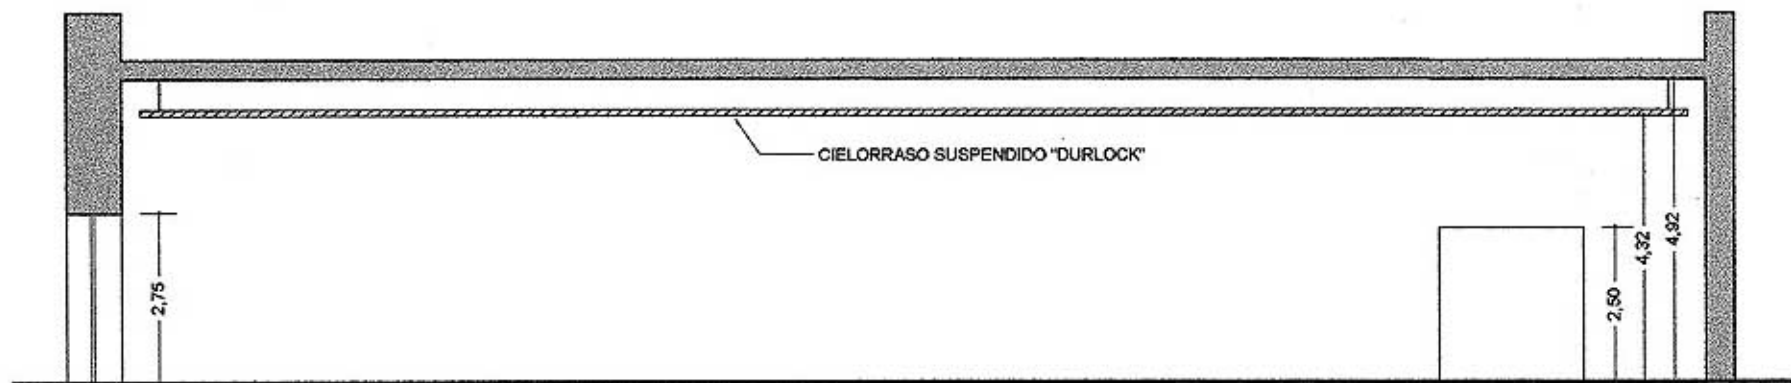 CIELORRASO SUSPENDIDO "DURLOCK"
2,75
2,50
4,32
4,92